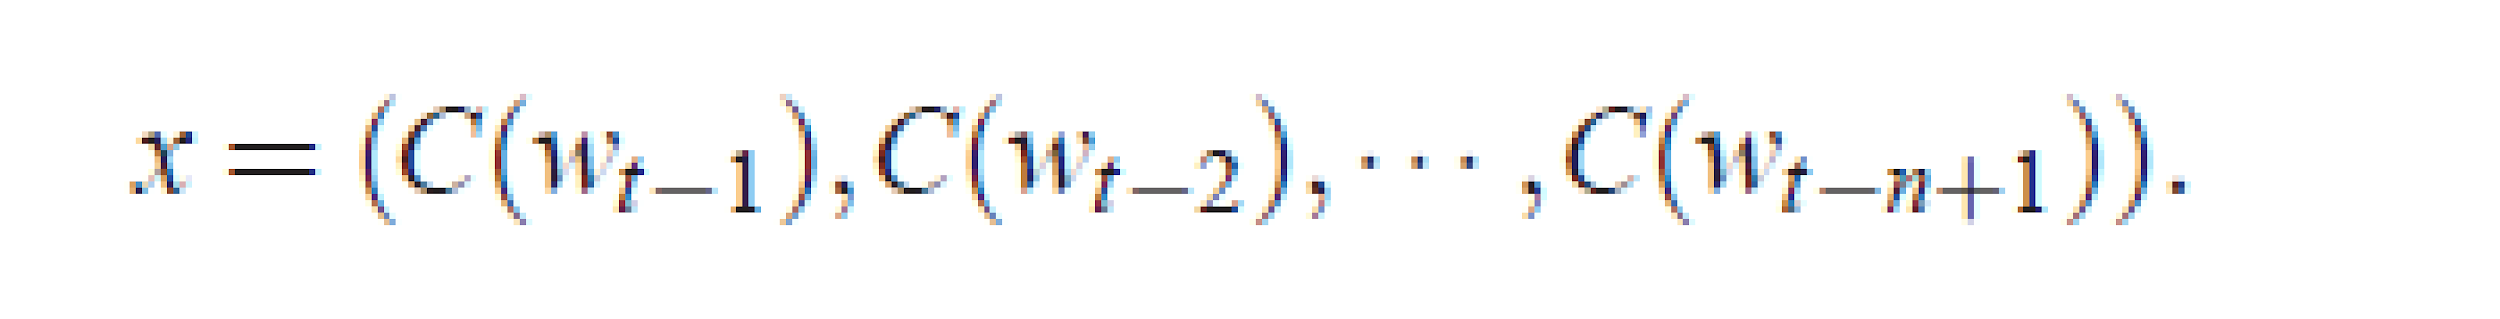 x = (C(w_{t−1}), C(w_{t−2}), ⋯ , C(w_{t−n+1})).